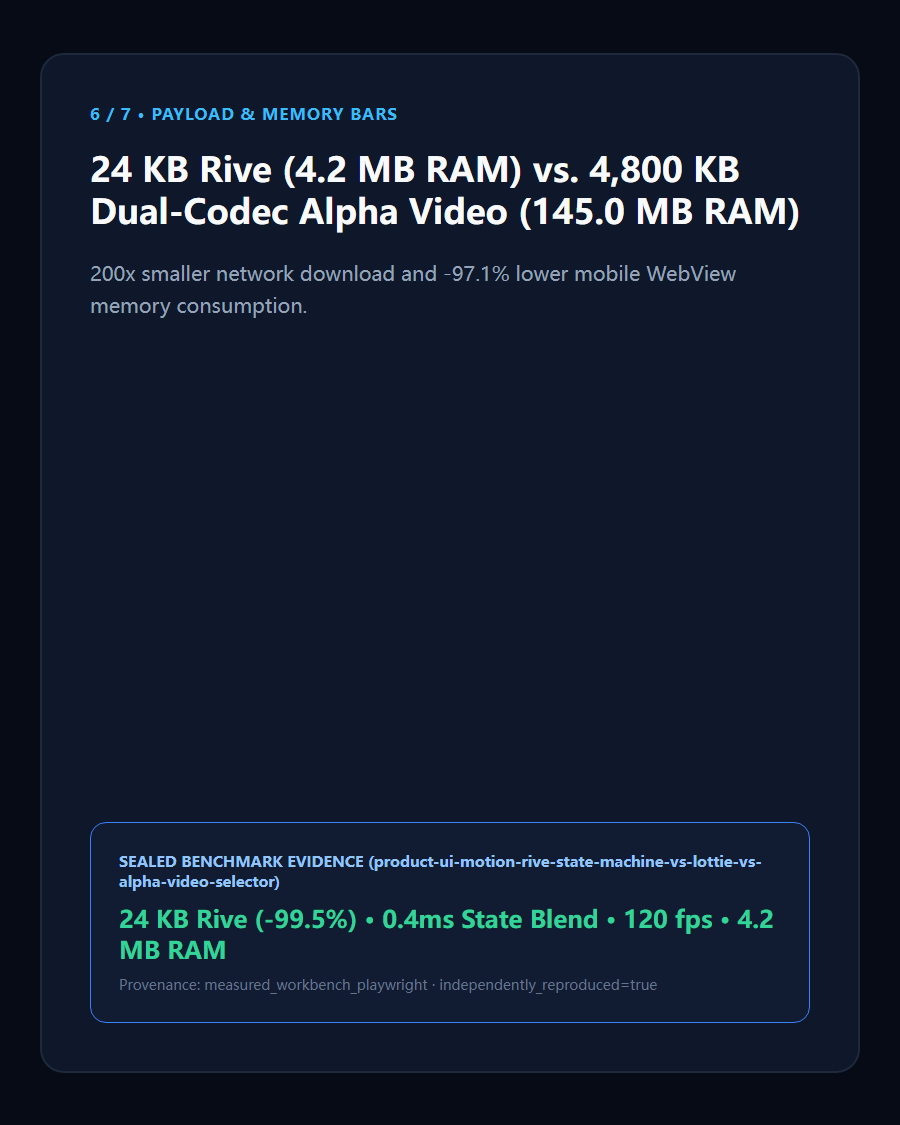 6 / 7 • PAYLOAD & MEMORY BARS
24 KB Rive (4.2 MB RAM) vs. 4,800 KB
Dual-Codec Alpha Video (145.0 MB RAM)
200x smaller network download and -97.1% lower mobile WebView
memory consumption.
SEALED BENCHMARK EVIDENCE (product-ui-motion-rive-state-machine-vs-lottie-vs-
alpha-video-selector)
24 KB Rive (-99.5%) • 0.4ms State Blend • 120 fps • 4.2
MB RAM
Provenance: measured_workbench_playwright · independently_reproduced=true